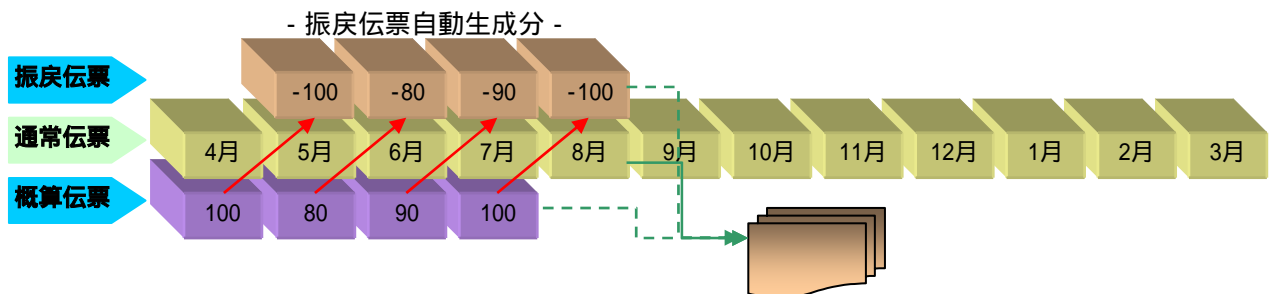 - 振戻伝票自動生成分 -
振戻伝票
-100 -80 -90 -100
通常伝票
4月 5月 6月 7月 8月 9月 10月 11月 12月 1月 2月 3月
概算伝票
100 80 90 100